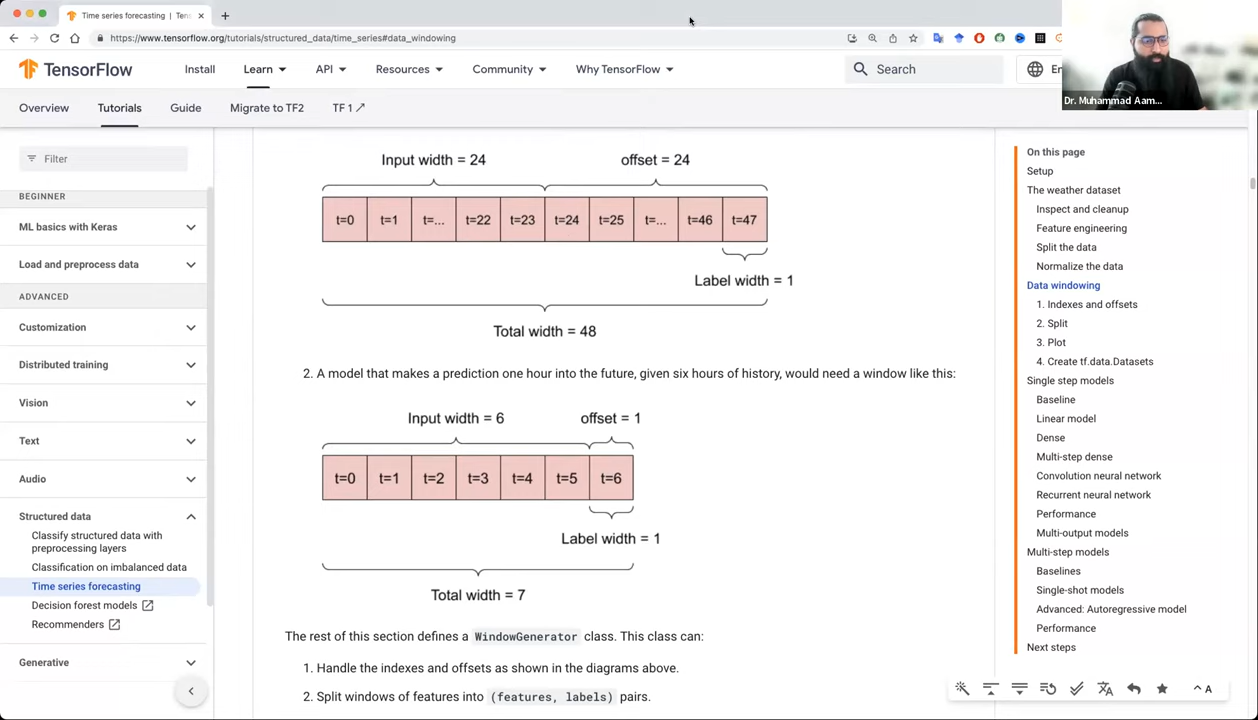 Time series forecasting | Ten
https://www.tensorflow.org/tutorials/structured_data/time_series#data_windowing
TensorFlow
Install
Learn
API
Resources
Community
Why TensorFlow
Search
En
Dr. Muhammad Aam...
Overview
Tutorials
Guide
Migrate to TF2
TF 1
Filter
BEGINNER
ML basics with Keras
Load and preprocess data
ADVANCED
Customization
Distributed training
Vision
Text
Audio
Structured data
Classify structured data with
preprocessing layers
Classification on imbalanced data
Time series forecasting
Decision forest models
Recommenders
Generative
Input width = 24
offset = 24
t=0 t=1 t=... t=22 t=23 t=24 t=25 t=... t=46 t=47
Label width = 1
Total width = 48
2. A model that makes a prediction one hour into the future, given six hours of history, would need a window like this:
Input width = 6
offset = 1
t=0 t=1 t=2 t=3 t=4 t=5 t=6
Label width = 1
Total width = 7
The rest of this section defines a WindowGenerator class. This class can:
1. Handle the indexes and offsets as shown in the diagrams above.
2. Split windows of features into (features, labels) pairs.
On this page
Setup
The weather dataset
Inspect and cleanup
Feature engineering
Split the data
Normalize the data
Data windowing
1. Indexes and offsets
2. Split
3. Plot
4. Create tf.data.Datasets
Single step models
Baseline
Linear model
Dense
Multi-step dense
Convolution neural network
Recurrent neural network
Performance
Multi-output models
Multi-step models
Baselines
Single-shot models
Advanced: Autoregressive model
Performance
Next steps
A